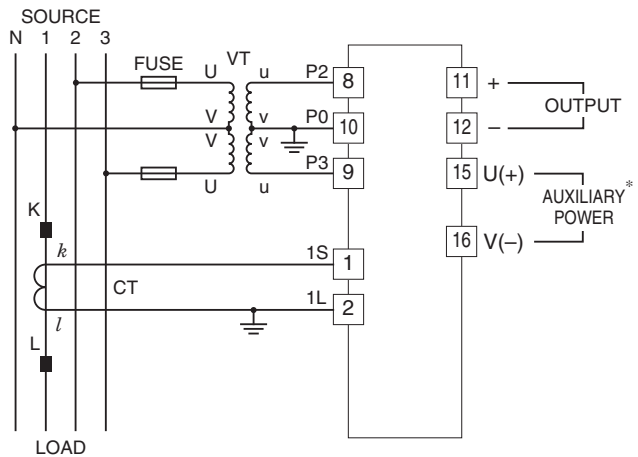 SOURCE
N 1 2 3
FUSE
VT
U u P2 8
V v P0 10
V v
U u P3 9
K
k 1S 1
CT
l 1L 2
L
LOAD
11 +
OUTPUT
12 –
15 U(+)
AUXILIARY*
POWER
16 V(–)